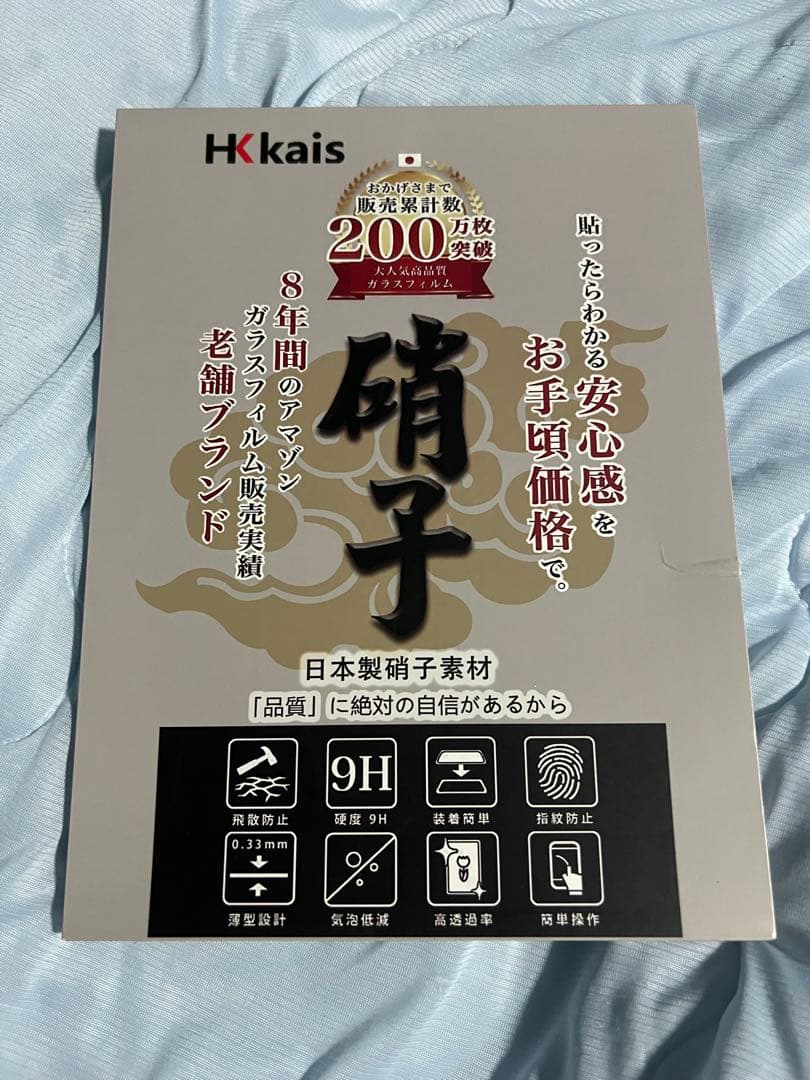 HKkais
おかげさまで
販売累計数
200万枚突破
大人気高品質
ガラスフィルム
貼ったらわかる安心感を
お手頃価格で。
硝子
8年間のアマゾン
ガラスフィルム販売実績
老舗ブランド
日本製硝子素材
「品質」に絶対の自信があるから
9H
飛散防止
硬度 9H
装着簡単
指紋防止
0.33mm
薄型設計
気泡低減
高透過率
簡単操作